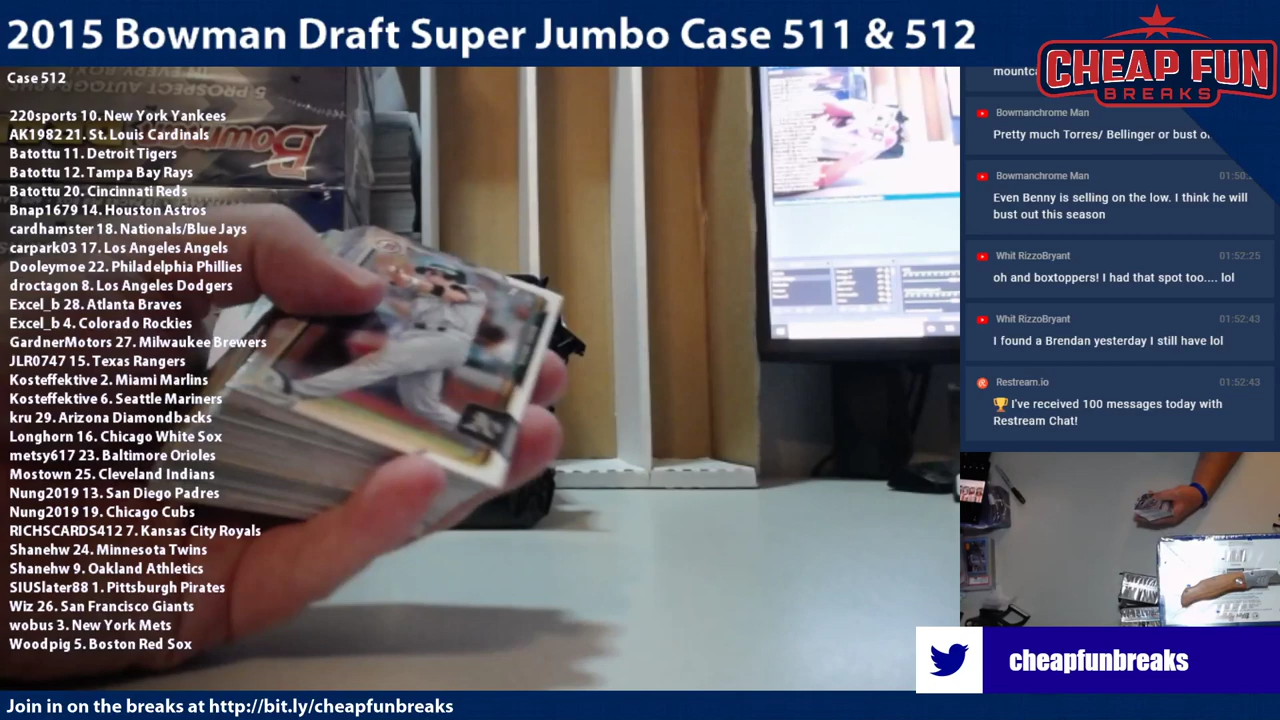 2015 Bowman Draft Super Jumbo Case 511 & 512
CHEAP FUN
BREAKS
Case 512
5 PROSPECT AUTOGRAPHS
IN EVERY BOX
Bowman
220sports 10. New York Yankees
AK1982 21. St. Louis Cardinals
Batottu 11. Detroit Tigers
Batottu 12. Tampa Bay Rays
Batottu 20. Cincinnati Reds
Bnap1679 14. Houston Astros
cardhamster 18. Nationals/Blue Jays
carpark03 17. Los Angeles Angels
Dooleymoe 22. Philadelphia Phillies
droctagon 8. Los Angeles Dodgers
Excel_b 28. Atlanta Braves
Excel_b 4. Colorado Rockies
GardnerMotors 27. Milwaukee Brewers
JLR0747 15. Texas Rangers
Kosteffektive 2. Miami Marlins
Kosteffektive 6. Seattle Mariners
kru 29. Arizona Diamondbacks
Longhorn 16. Chicago White Sox
metsy617 23. Baltimore Orioles
Mostown 25. Cleveland Indians
Nung2019 13. San Diego Padres
Nung2019 19. Chicago Cubs
RICHSCARDS412 7. Kansas City Royals
Shanehw 24. Minnesota Twins
Shanehw 9. Oakland Athletics
SIUSlater88 1. Pittsburgh Pirates
Wiz 26. San Francisco Giants
wobus 3. New York Mets
Woodpig 5. Boston Red Sox
Bowmanchrome Man
Pretty much Torres/ Bellinger or bust
Bowmanchrome Man 01:50
Even Benny is selling on the low. I think he will
bust out this season
Whit RizzoBryant 01:52:25
oh and boxtoppers! I had that spot too.... lol
Whit RizzoBryant 01:52:43
I found a Brendan yesterday I still have lol
Restream.io 01:52:43
🏆 I've received 100 messages today with
Restream Chat!
cheapfunbreaks
Join in on the breaks at http://bit.ly/cheapfunbreaks